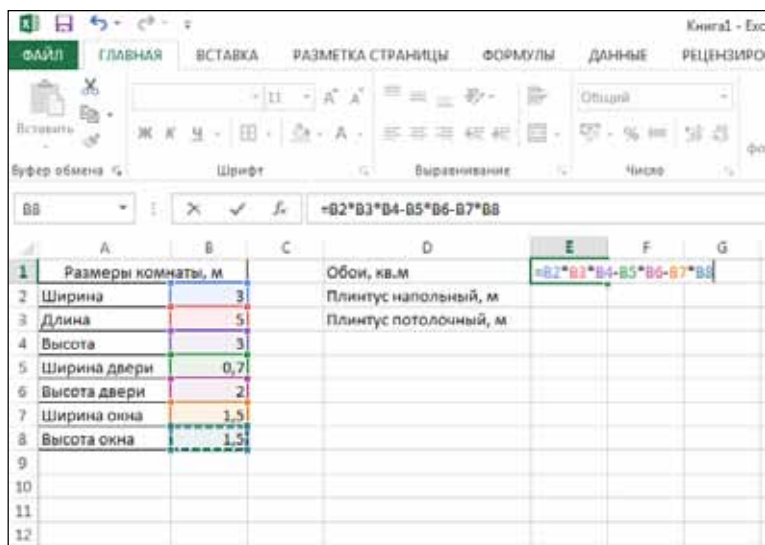 Книга1 - Exc
ФАЙЛ ГЛАВНАЯ ВСТАВКА РАЗМЕТКА СТРАНИЦЫ ФОРМУЛЫ ДАННЫЕ РЕЦЕНЗИРО
11 А А Общий
Вставить Ж К Ч А % 000
Буфер обмена Шрифт Выравнивание Число
B8 fx =B2*B3*B4-B5*B6-B7*B8
A B C D E F G
1 Размеры комнаты, м Обои, кв.м =B2*B3*B4-B5*B6-B7*B8
2 Ширина 3 Плинтус напольный, м
3 Длина 5 Плинтус потолочный, м
4 Высота 3
5 Ширина двери 0,7
6 Высота двери 2
7 Ширина окна 1,5
8 Высота окна 1,5
9
10
11
12